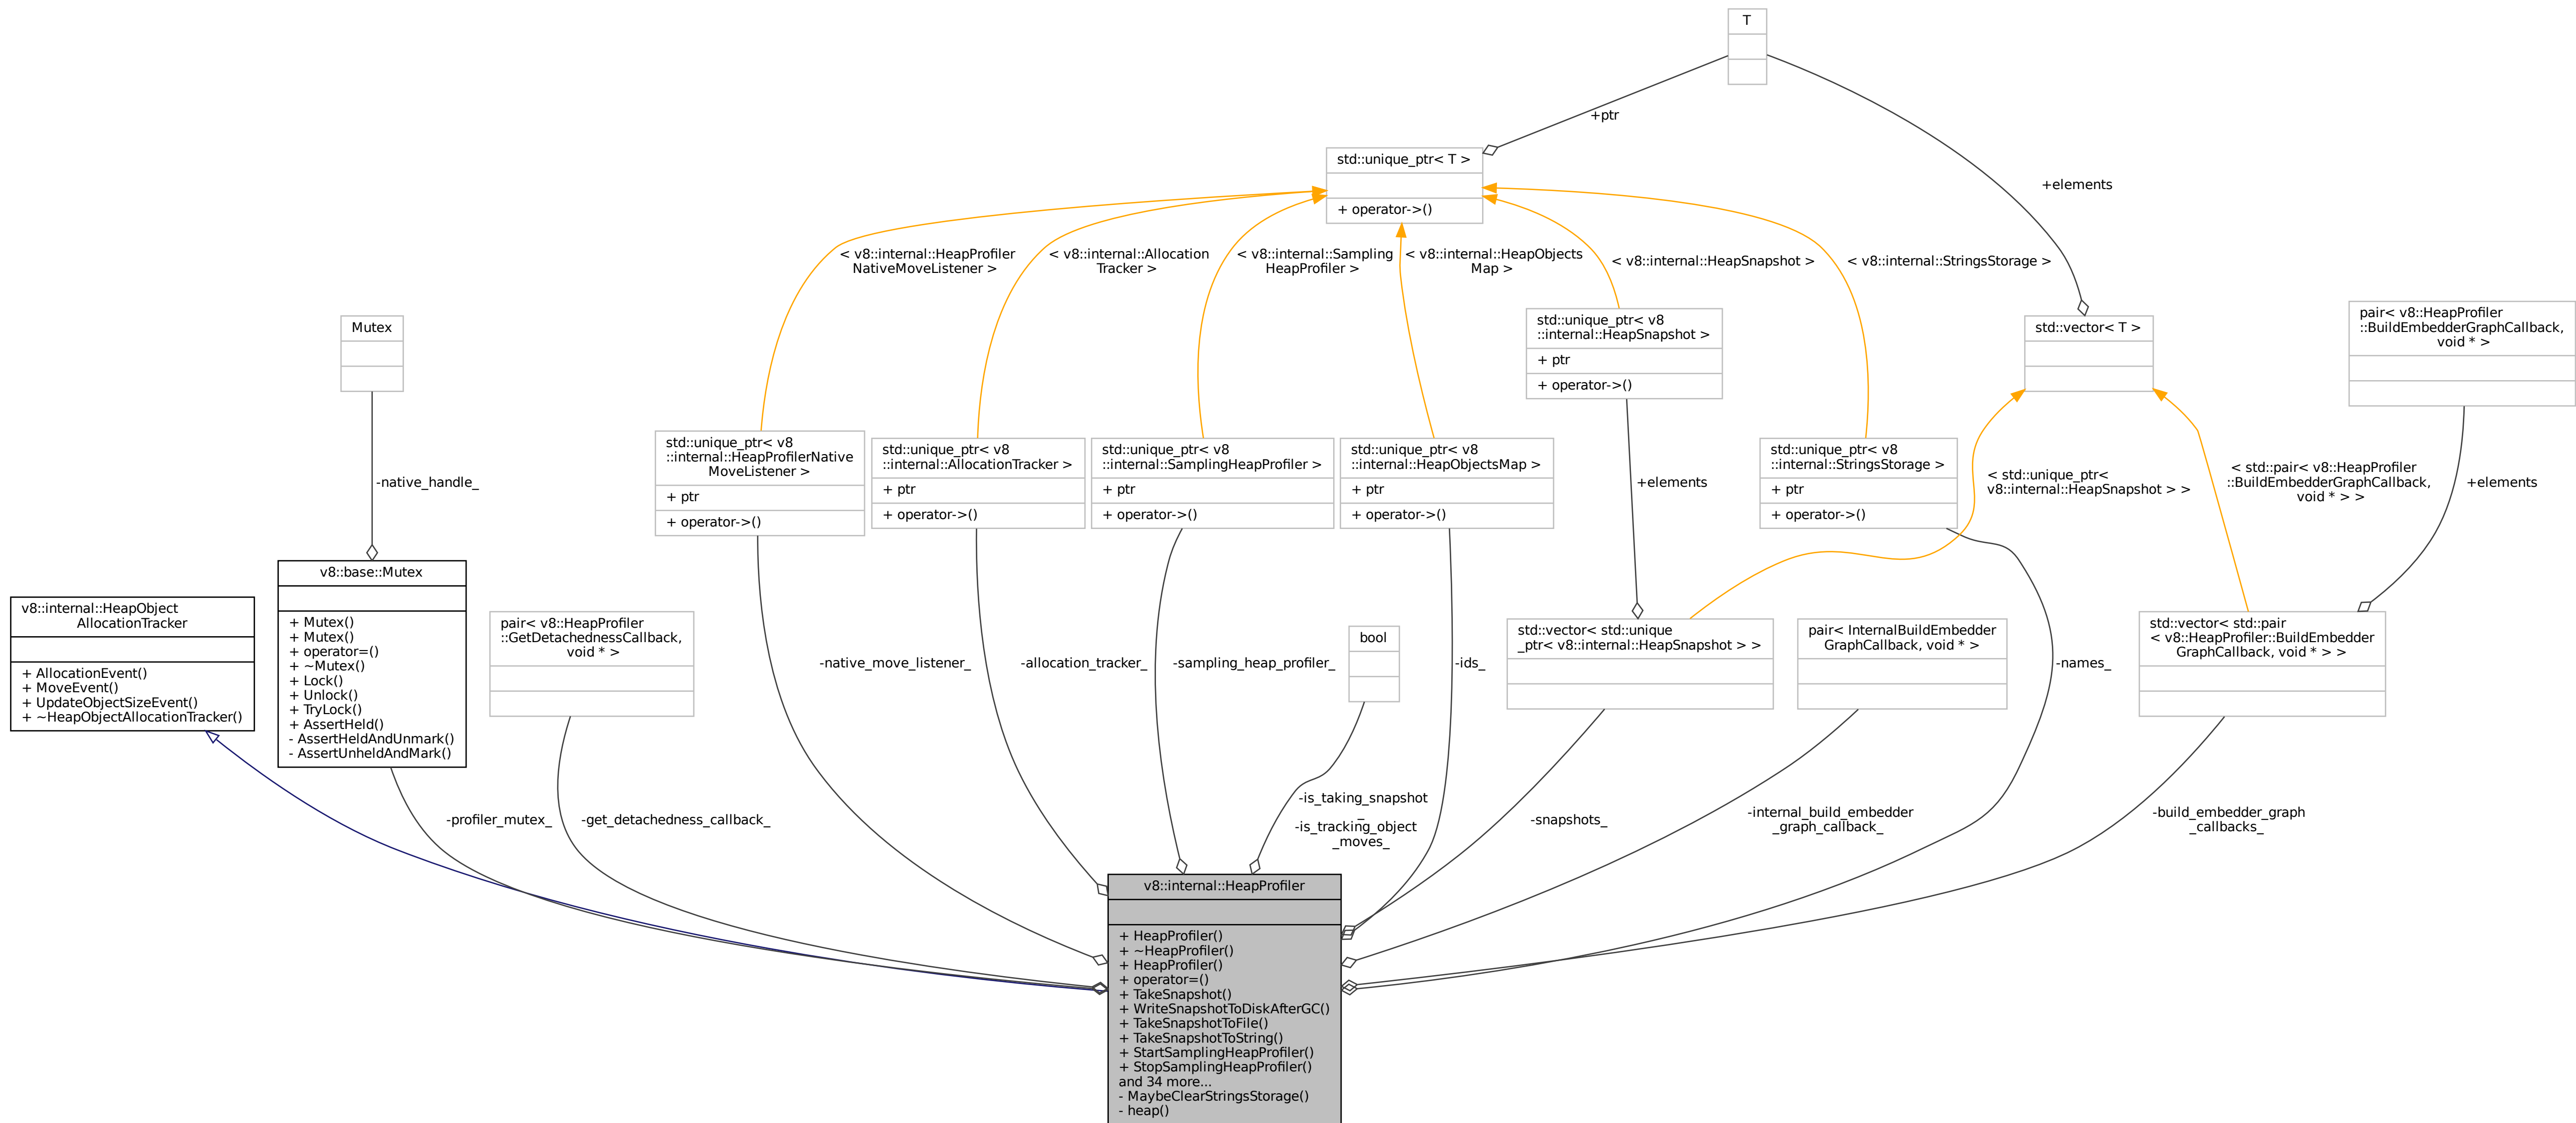 T
+ptr
std::unique_ptr< T >
+ operator->()
+elements
< v8::internal::HeapProfiler
NativeMoveListener >
< v8::internal::Allocation
Tracker >
< v8::internal::Sampling
HeapProfiler >
< v8::internal::HeapObjects
Map >
< v8::internal::HeapSnapshot >
< v8::internal::StringsStorage >
Mutex
std::unique_ptr< v8
::internal::HeapSnapshot >
+ ptr
+ operator->()
std::vector< T >
pair< v8::HeapProfiler
::BuildEmbedderGraphCallback,
void * >
-native_handle_
std::unique_ptr< v8
::internal::HeapProfilerNative
MoveListener >
+ ptr
+ operator->()
std::unique_ptr< v8
::internal::AllocationTracker >
+ ptr
+ operator->()
std::unique_ptr< v8
::internal::SamplingHeapProfiler >
+ ptr
+ operator->()
std::unique_ptr< v8
::internal::HeapObjectsMap >
+ ptr
+ operator->()
+elements
std::unique_ptr< v8
::internal::StringsStorage >
+ ptr
+ operator->()
< std::unique_ptr<
v8::internal::HeapSnapshot > >
< std::pair< v8::HeapProfiler
::BuildEmbedderGraphCallback,
void * > >
+elements
v8::internal::HeapObject
AllocationTracker
+ AllocationEvent()
+ MoveEvent()
+ UpdateObjectSizeEvent()
+ ~HeapObjectAllocationTracker()
v8::base::Mutex
+ Mutex()
+ Mutex()
+ operator=()
+ ~Mutex()
+ Lock()
+ Unlock()
+ TryLock()
+ AssertHeld()
- AssertHeldAndUnmark()
- AssertUnheldAndMark()
pair< v8::HeapProfiler
::GetDetachednessCallback,
void * >
-native_move_listener_
-allocation_tracker_
-sampling_heap_profiler_
bool
-ids_
std::vector< std::unique
_ptr< v8::internal::HeapSnapshot > >
pair< InternalBuildEmbedder
GraphCallback, void * >
-names_
std::vector< std::pair
< v8::HeapProfiler::BuildEmbedder
GraphCallback, void * > >
-profiler_mutex_
-get_detachedness_callback_
-is_taking_snapshot
_
-is_tracking_object
_moves_
-snapshots_
-internal_build_embedder
_graph_callback_
-build_embedder_graph
_callbacks_
v8::internal::HeapProfiler
+ HeapProfiler()
+ ~HeapProfiler()
+ HeapProfiler()
+ operator=()
+ TakeSnapshot()
+ WriteSnapshotToDiskAfterGC()
+ TakeSnapshotToFile()
+ TakeSnapshotToString()
+ StartSamplingHeapProfiler()
+ StopSamplingHeapProfiler()
and 34 more...
- MaybeClearStringsStorage()
- heap()